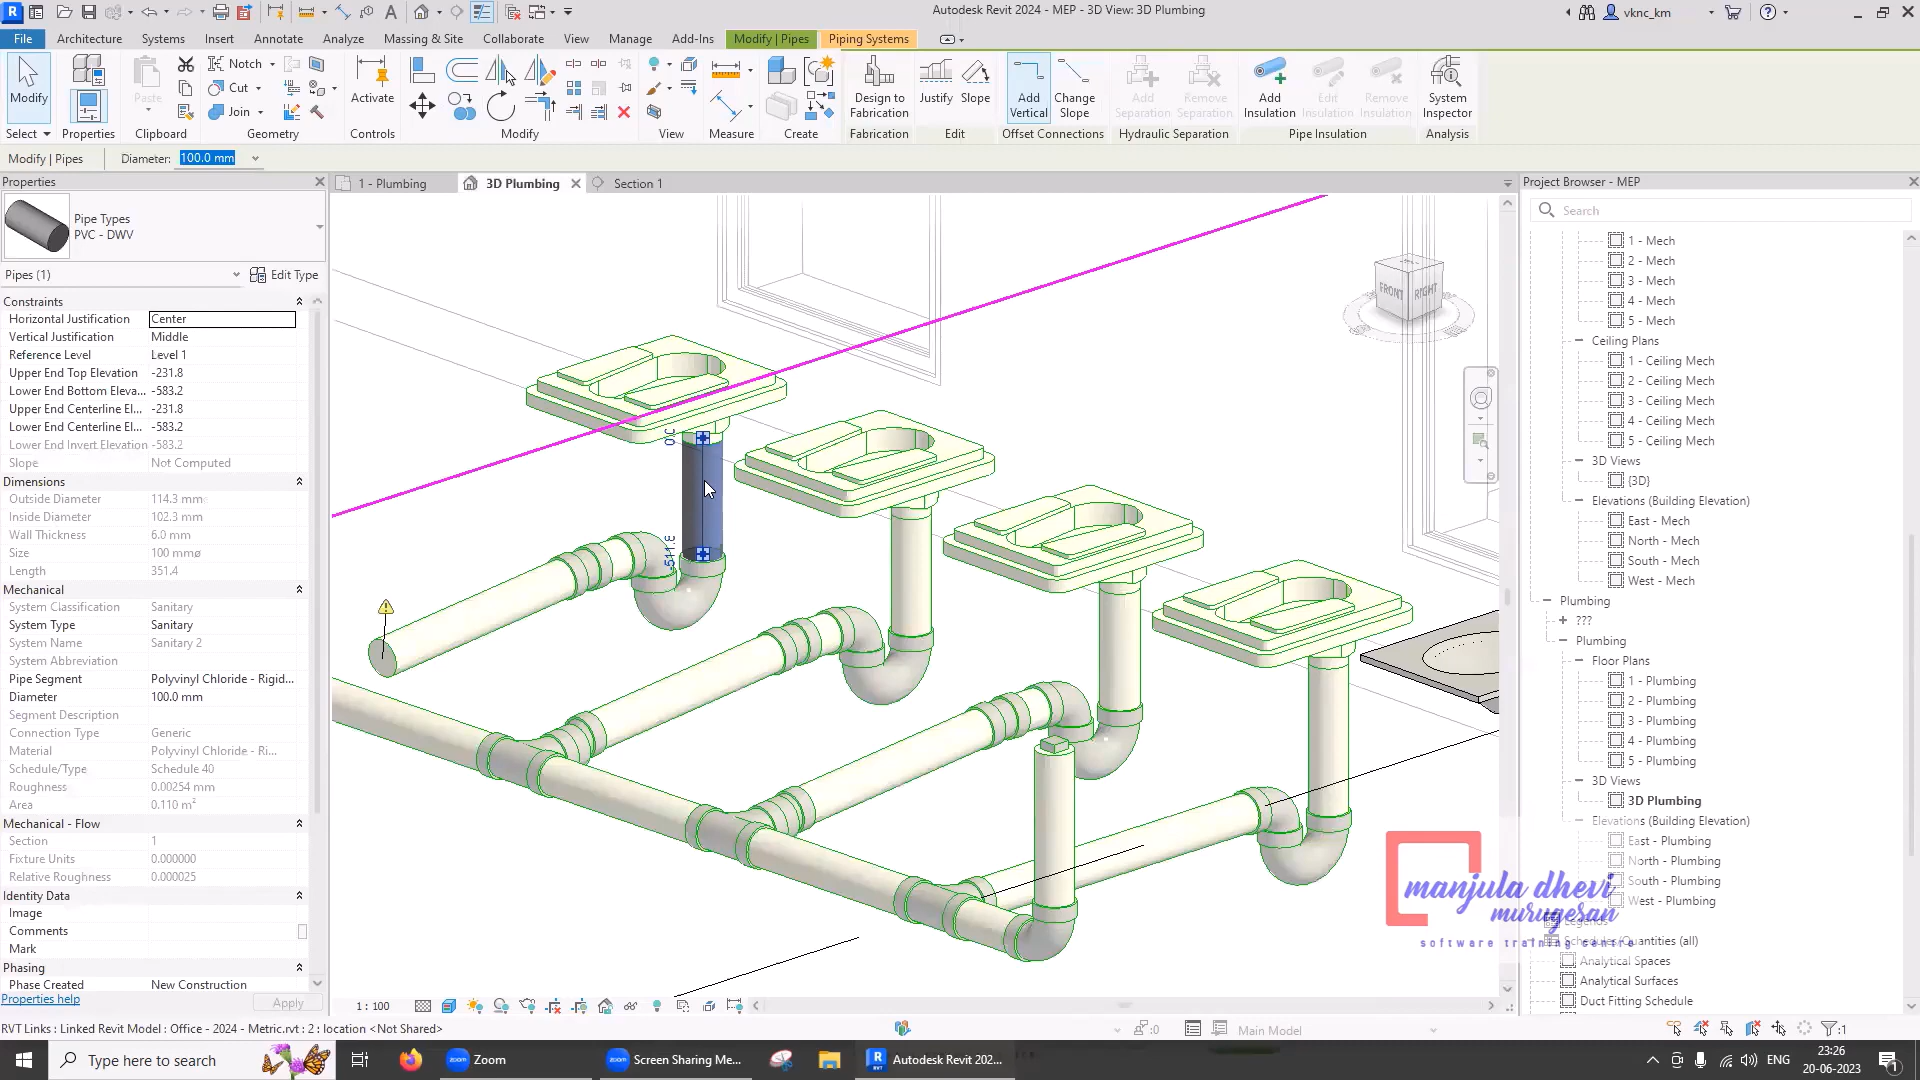 Autodesk Revit 2024 - MEP - 3D View: 3D Plumbing
vknc_km
File
Architecture
Systems
Insert
Annotate
Analyze
Massing & Site
Collaborate
View
Manage
Add-Ins
Modify | Pipes
Piping Systems
Modify
Paste
Notch
Cut
Join
Activate
Design to
Fabrication
Justify
Slope
Add
Vertical
Change
Slope
Add
Separation
Remove
Separation
Add
Insulation
Edit
Insulation
Remove
Insulation
System
Inspector
Select
Properties
Clipboard
Geometry
Controls
Modify
View
Measure
Create
Fabrication
Edit
Offset Connections
Hydraulic Separation
Pipe Insulation
Analysis
Modify | Pipes
Diameter: 100.0 mm
Properties
1 - Plumbing
3D Plumbing
Section 1
Project Browser - MEP
Pipe Types
PVC - DWV
Pipes (1)
Edit Type
Constraints
Horizontal Justification Center
Vertical Justification Middle
Reference Level Level 1
Upper End Top Elevation -231.8
Lower End Bottom Eleva... -583.2
Upper End Centerline El... -231.8
Lower End Centerline El... -583.2
Lower End Invert Elevation -583.2
Slope Not Computed
Dimensions
Outside Diameter 114.3 mm
Inside Diameter 102.3 mm
Wall Thickness 6.0 mm
Size 100 mmø
Length 351.4
Mechanical
System Classification Sanitary
System Type Sanitary
System Name Sanitary 2
System Abbreviation
Pipe Segment Polyvinyl Chloride - Rigid...
Diameter 100.0 mm
Segment Description
Connection Type Generic
Material Polyvinyl Chloride - Ri...
Schedule/Type Schedule 40
Roughness 0.00254 mm
Area 0.110 m²
Mechanical - Flow
Section 1
Fixture Units 0.000000
Relative Roughness 0.000025
Identity Data
Image
Comments
Mark
Phasing
Phase Created New Construction
Properties help
Apply
FRONT
RIGHT
0.0
Search
1 - Mech
2 - Mech
3 - Mech
4 - Mech
5 - Mech
Ceiling Plans
1 - Ceiling Mech
2 - Ceiling Mech
3 - Ceiling Mech
4 - Ceiling Mech
5 - Ceiling Mech
3D Views
{3D}
Elevations (Building Elevation)
East - Mech
North - Mech
South - Mech
West - Mech
Plumbing
???
Plumbing
Floor Plans
1 - Plumbing
2 - Plumbing
3 - Plumbing
4 - Plumbing
5 - Plumbing
3D Views
3D Plumbing
Elevations (Building Elevation)
East - Plumbing
North - Plumbing
South - Plumbing
West - Plumbing
Legends
Schedules/Quantities (all)
Analytical Spaces
Analytical Surfaces
Duct Fitting Schedule
manjula dhevi
murugesan
software training centre
1 : 100
RVT Links : Linked Revit Model : Office - 2024 - Metric.rvt : 2 : location <Not Shared>
:0
Main Model
:1
Type here to search
Zoom
Screen Sharing Me...
Autodesk Revit 202...
ENG
23:26
20-06-2023
1